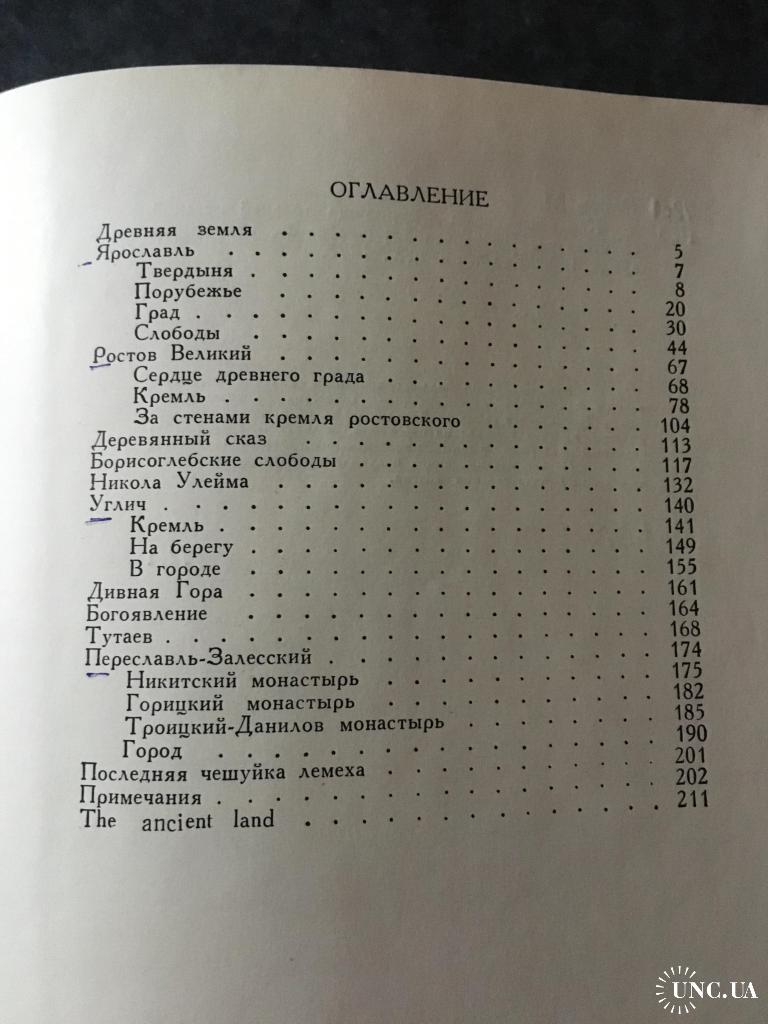 ОГЛАВЛЕНИЕ
Древняя земля . . . . . . . . . . . . . 5
Ярославль . . . . . . . . . . . . . . 7
Твердыня . . . . . . . . . . . . . . 8
Порубежье . . . . . . . . . . . . . 20
Град . . . . . . . . . . . . . . . . 30
Слободы . . . . . . . . . . . . . . 44
Ростов Великий . . . . . . . . . . . . . 67
Сердце древнего града . . . . . . . . . 68
Кремль . . . . . . . . . . . . . . . 78
За стенами кремля ростовского . . . . . . 104
Деревянный сказ . . . . . . . . . . . . 113
Борисоглебские слободы . . . . . . . . . . 117
Никола Улейма . . . . . . . . . . . . . 132
Углич . . . . . . . . . . . . . . . . . 140
Кремль . . . . . . . . . . . . . . . 141
На берегу . . . . . . . . . . . . . . 149
В городе . . . . . . . . . . . . . . 155
Дивная Гора . . . . . . . . . . . . . . 161
Богоявление . . . . . . . . . . . . . . 164
Тутаев . . . . . . . . . . . . . . . . . 168
Переславль-Залесский . . . . . . . . . . . 174
Никитский монастырь . . . . . . . . . . 175
Горицкий монастырь . . . . . . . . . . 182
Троицкий-Данилов монастырь . . . . . . . 185
Город . . . . . . . . . . . . . . . 190
Последняя чешуйка лемеха . . . . . . . . . . 201
Примечания . . . . . . . . . . . . . . . 202
The ancient land . . . . . . . . . . . . 211
UNC.UA